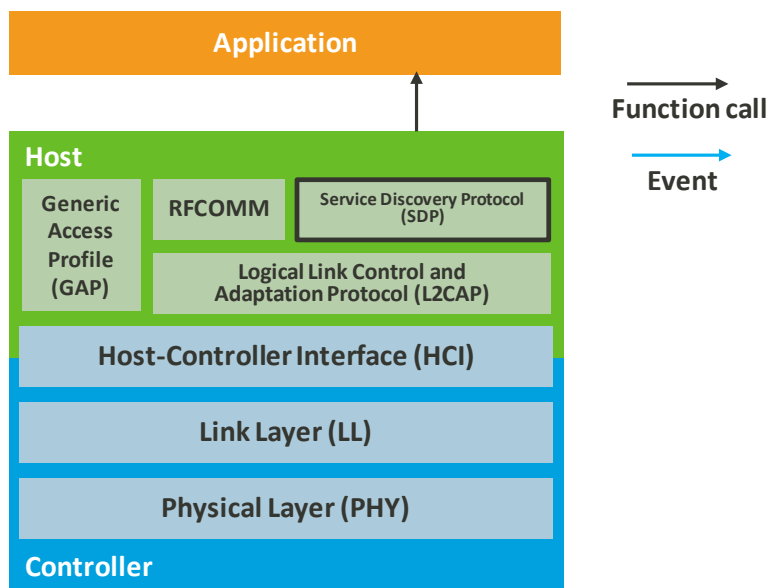 Application
Function call
Event
Host
Generic
Access
Profile
(GAP)
RFCOMM
Service Discovery Protocol
(SDP)
Logical Link Control and
Adaptation Protocol (L2CAP)
Host-Controller Interface (HCI)
Link Layer (LL)
Physical Layer (PHY)
Controller